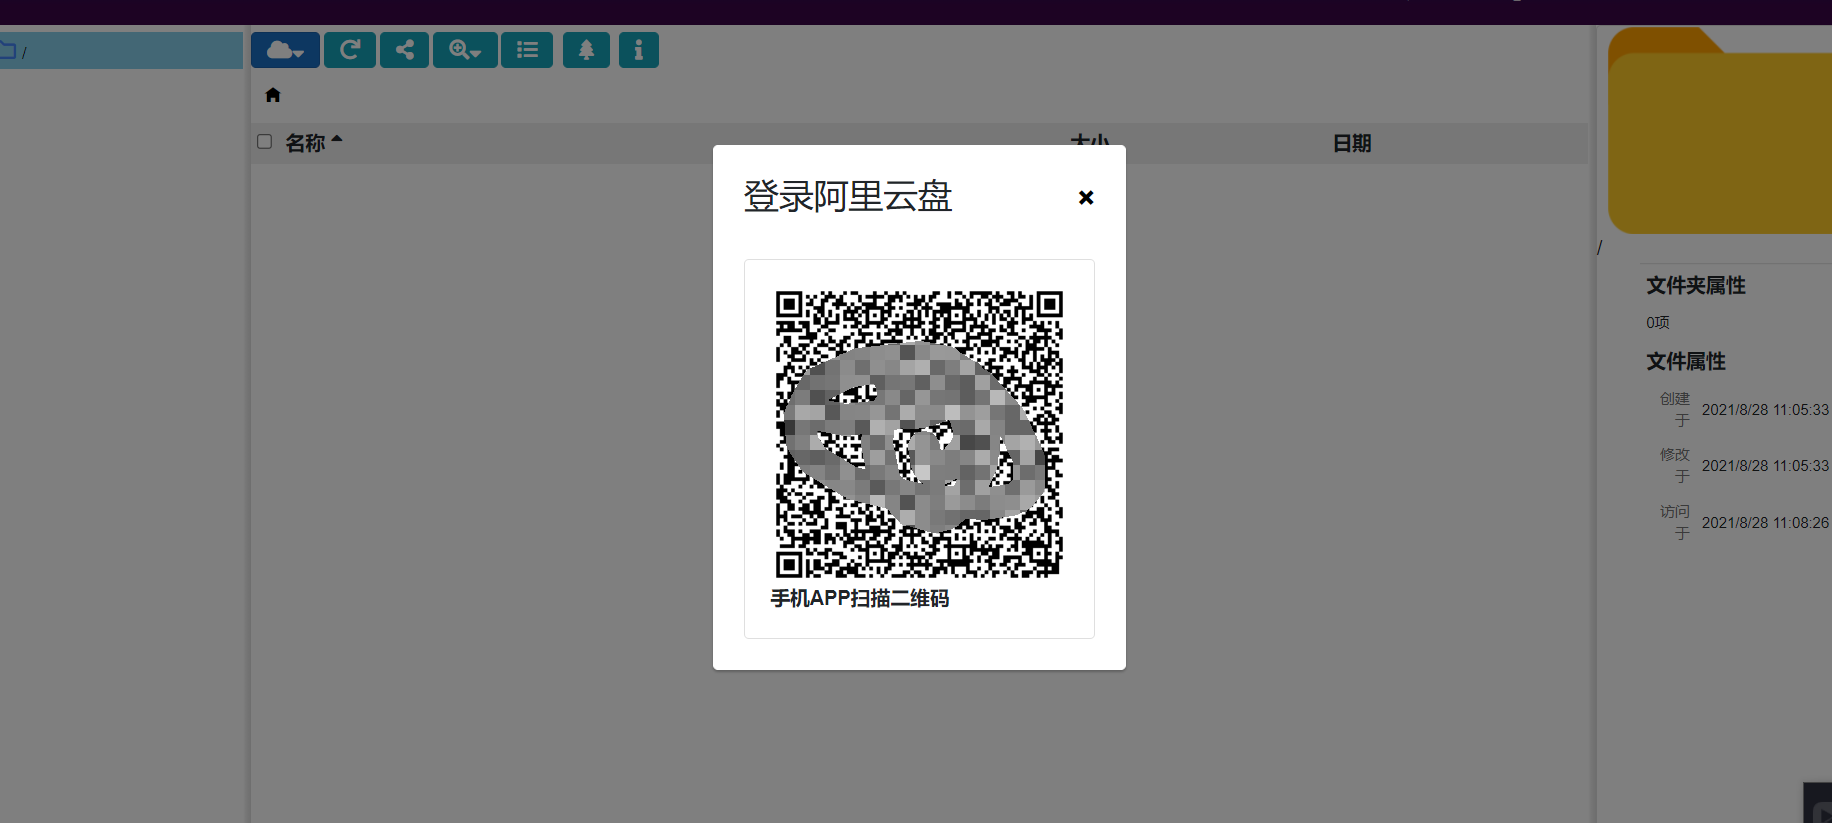 /
名称
大小
日期
登录阿里云盘
手机APP扫描二维码
/
文件夹属性
0项
文件属性
创建于
2021/8/28 11:05:33
修改于
2021/8/28 11:05:33
访问于
2021/8/28 11:08:26